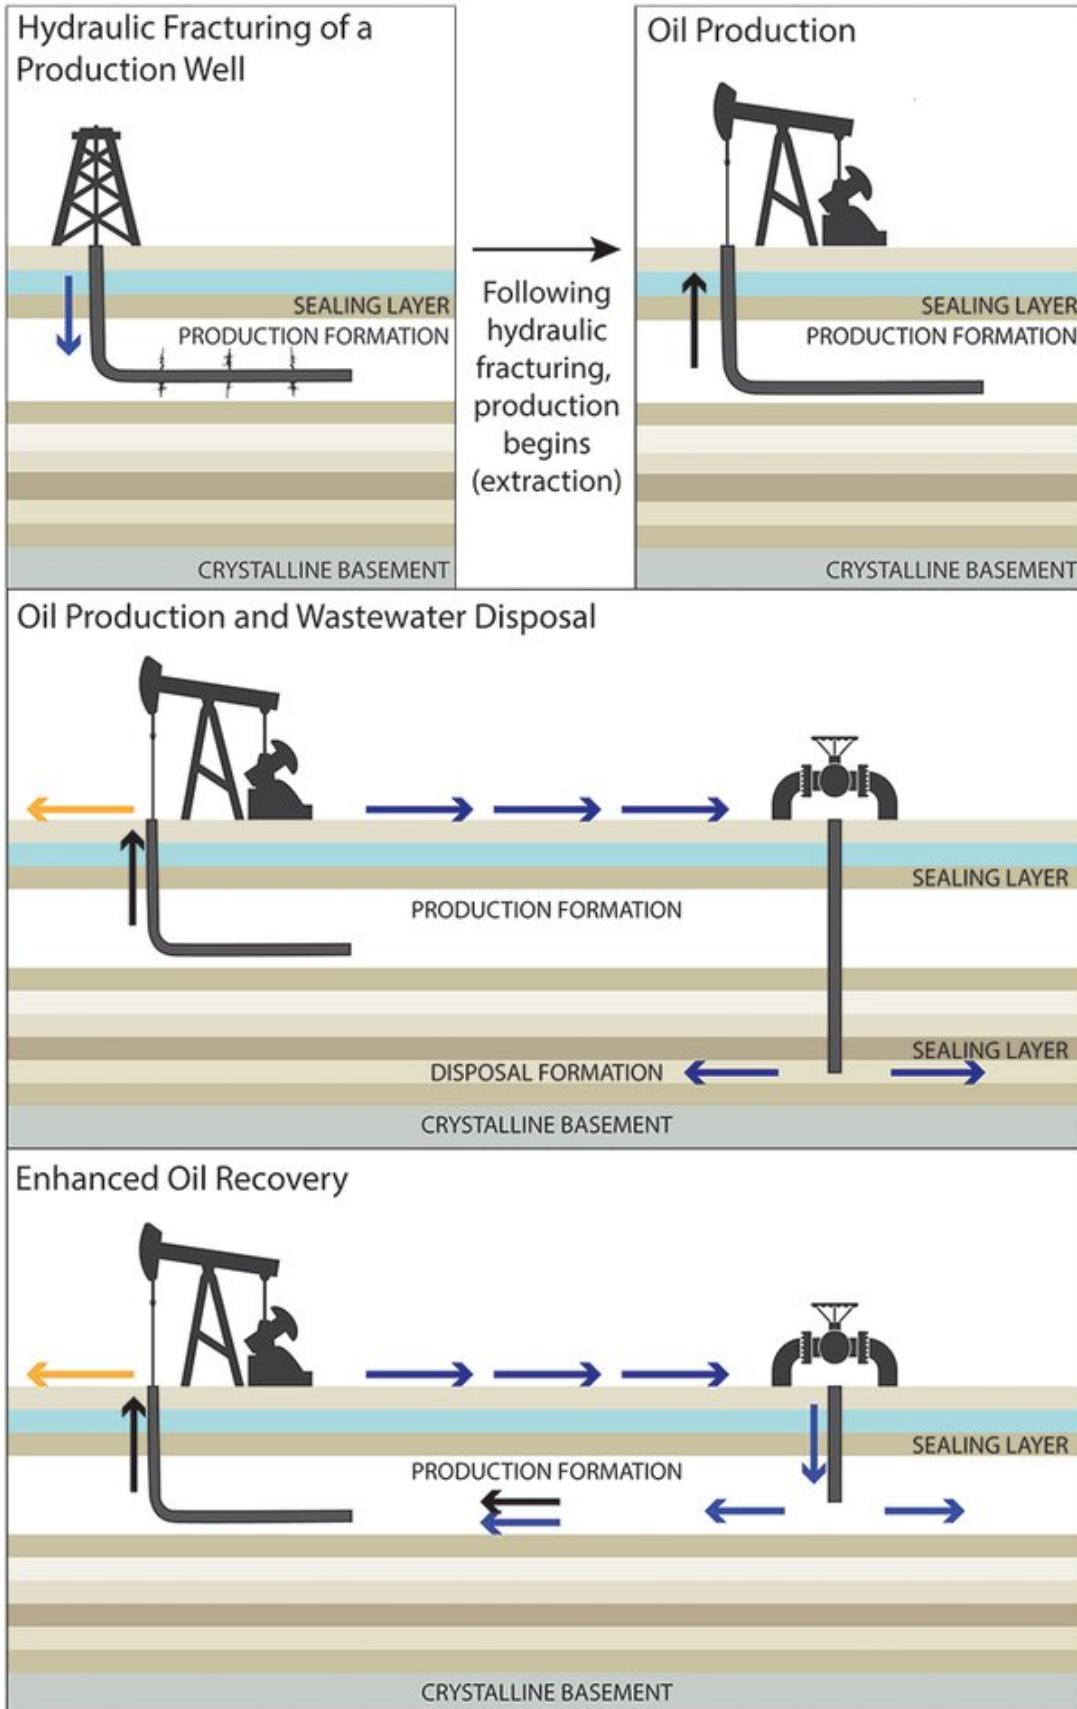 Hydraulic Fracturing of a
Production Well
SEALING LAYER
PRODUCTION FORMATION
CRYSTALLINE BASEMENT
Following
hydraulic
fracturing,
production
begins
(extraction)
Oil Production
SEALING LAYER
PRODUCTION FORMATION
CRYSTALLINE BASEMENT
Oil Production and Wastewater Disposal
SEALING LAYER
PRODUCTION FORMATION
SEALING LAYER
DISPOSAL FORMATION
CRYSTALLINE BASEMENT
Enhanced Oil Recovery
SEALING LAYER
PRODUCTION FORMATION
CRYSTALLINE BASEMENT